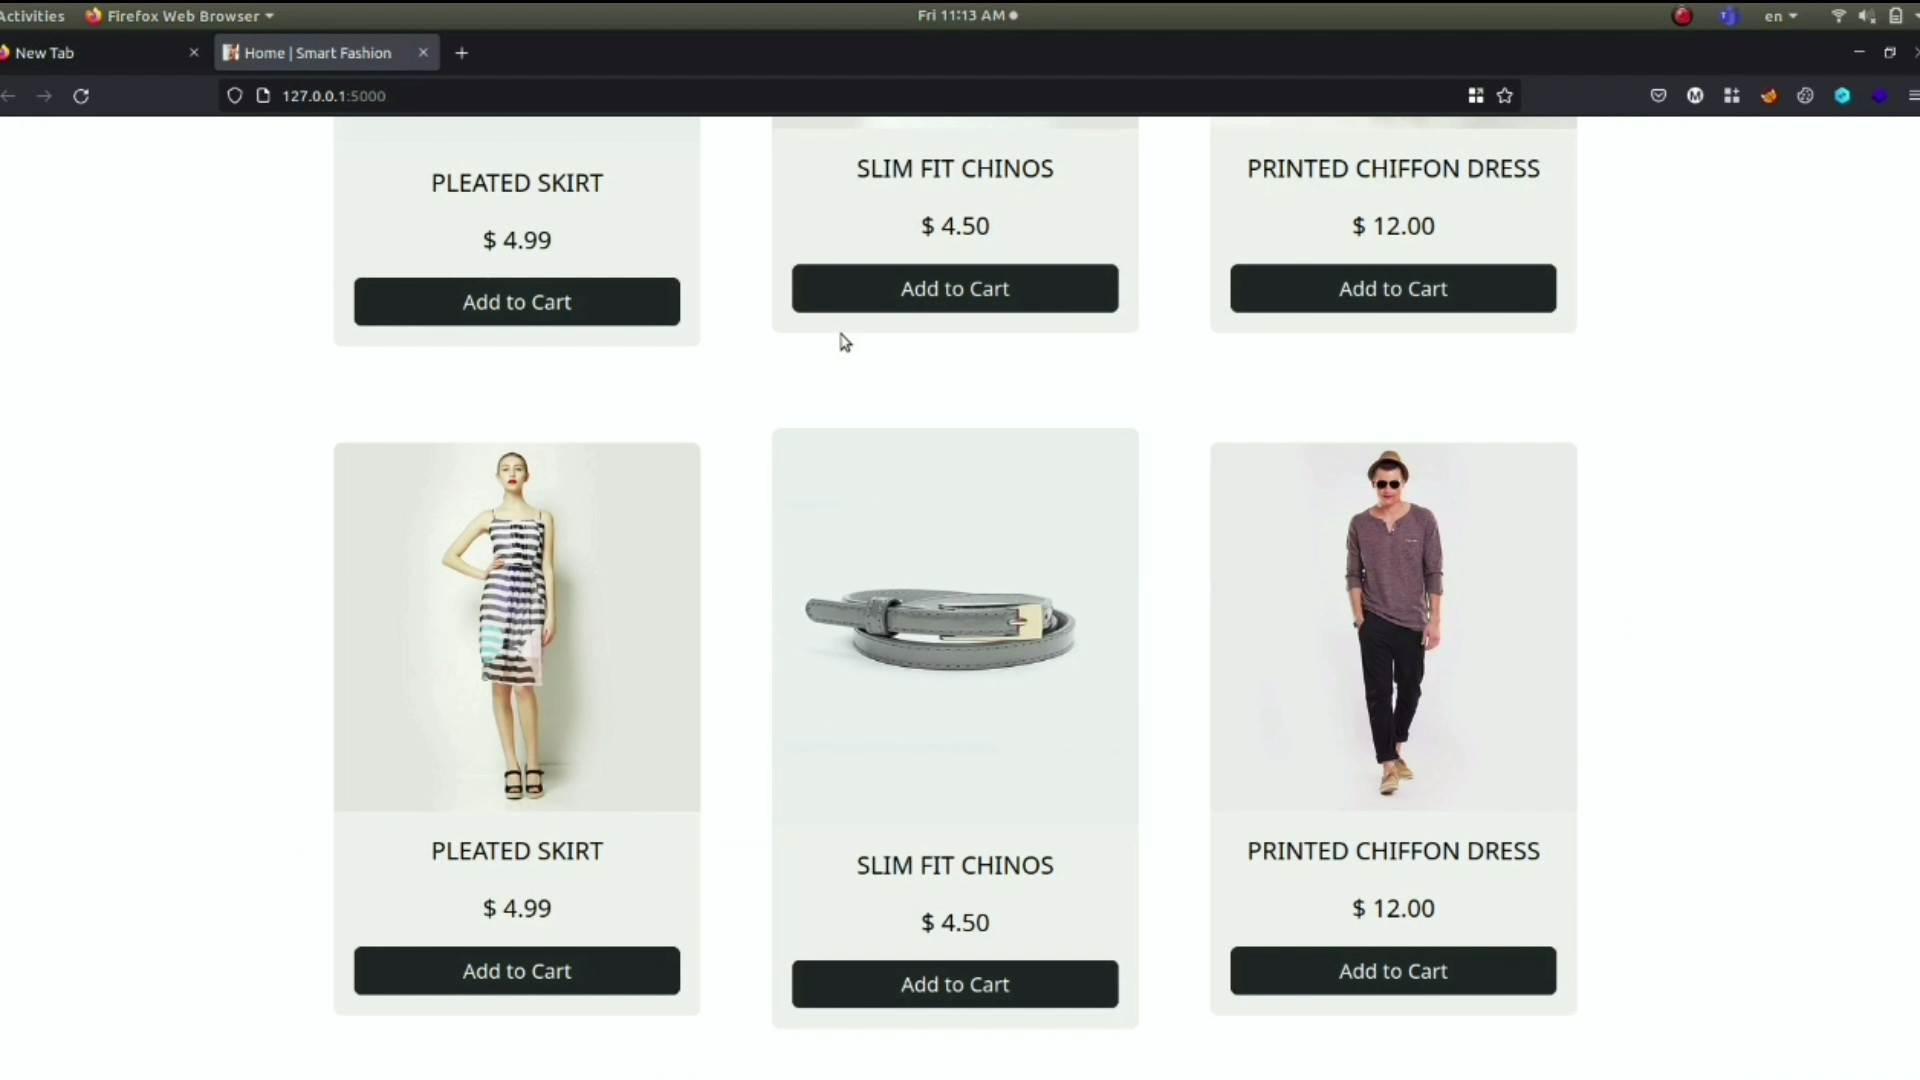 Activities Firefox Web Browser Fri 11:13 AM en
New Tab Home | Smart Fashion
127.0.0.1:5000
PLEATED SKIRT
$ 4.99
Add to Cart
SLIM FIT CHINOS
$ 4.50
Add to Cart
PRINTED CHIFFON DRESS
$ 12.00
Add to Cart
PLEATED SKIRT
$ 4.99
Add to Cart
SLIM FIT CHINOS
$ 4.50
Add to Cart
PRINTED CHIFFON DRESS
$ 12.00
Add to Cart